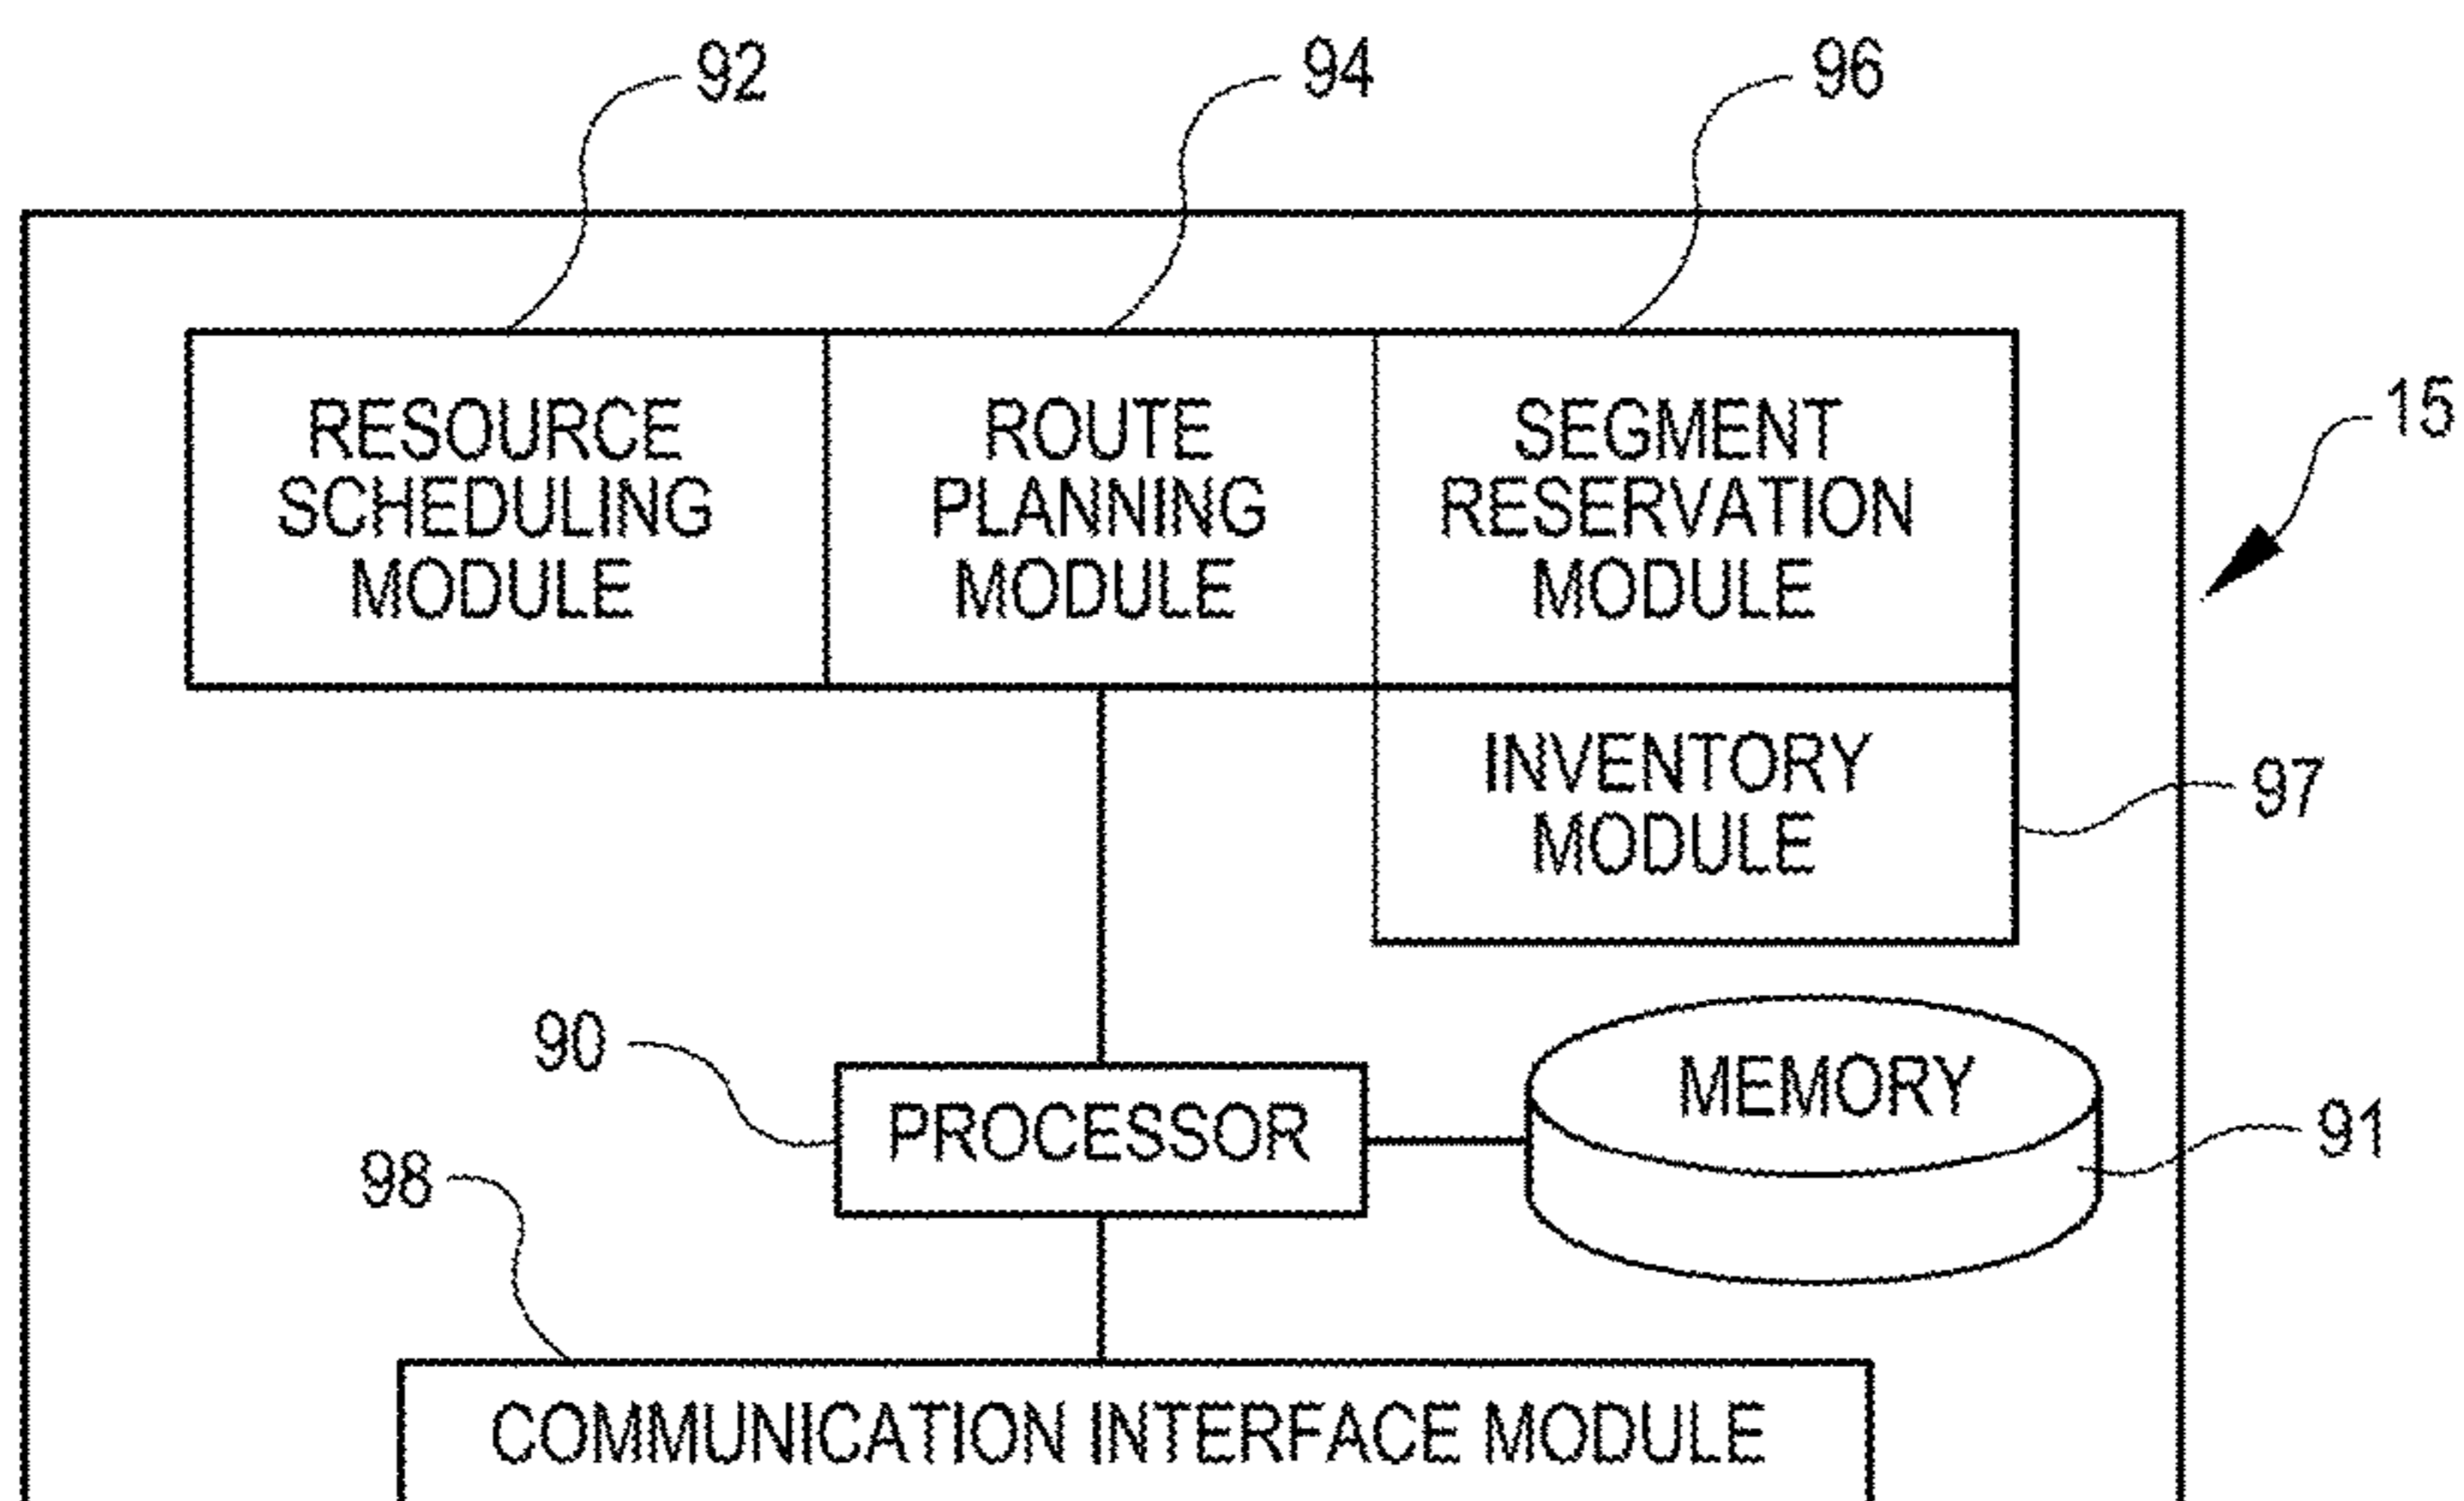 92
94
96
RESOURCE
SCHEDULING
MODULE
ROUTE
PLANNING
MODULE
SEGMENT
RESERVATION
MODULE
15
INVENTORY
MODULE
97
90
PROCESSOR
MEMORY
91
98
COMMUNICATION INTERFACE MODULE